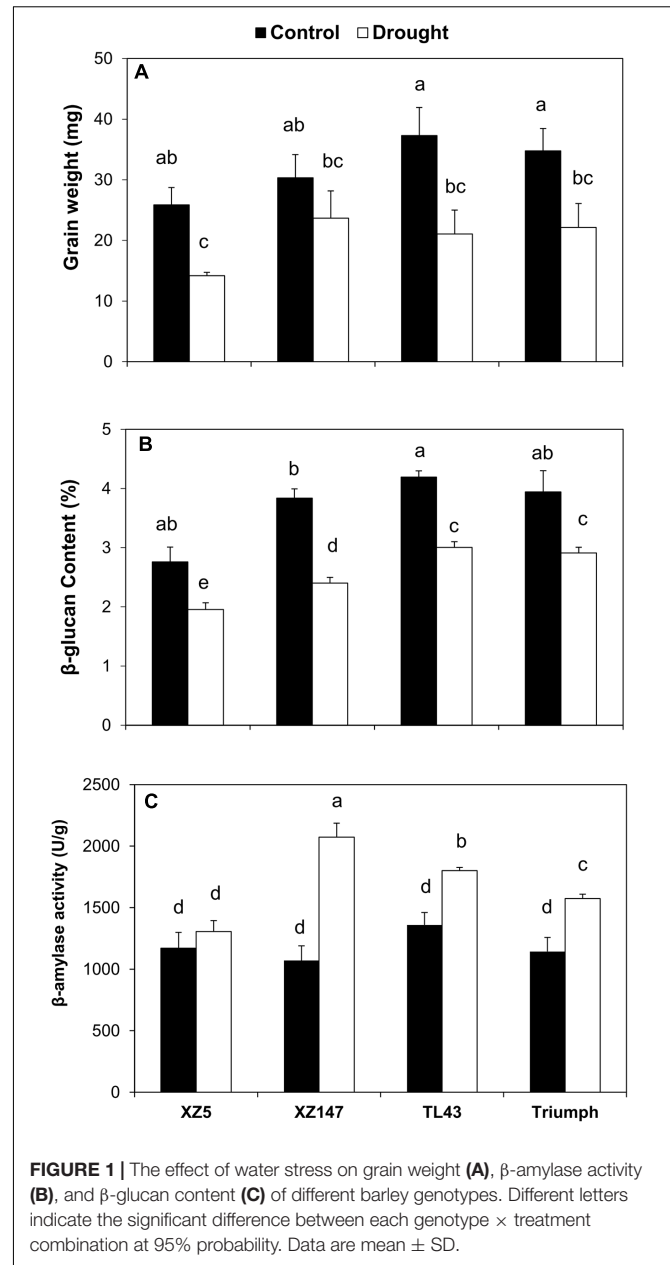 Control Drought
A
Grain weight (mg)
50
40
30
20
10
0
ab
c
ab
bc
a
bc
a
bc
B
β-glucan Content (%)
5
4
3
2
1
0
ab
e
b
d
a
c
ab
c
C
β-amylase activity (U/g)
2500
2000
1500
1000
500
0
d
d
d
a
d
b
d
c
XZ5 XZ147 TL43 Triumph
FIGURE 1 | The effect of water stress on grain weight (A), β-amylase activity
(B), and β-glucan content (C) of different barley genotypes. Different letters
indicate the significant difference between each genotype × treatment
combination at 95% probability. Data are mean ± SD.